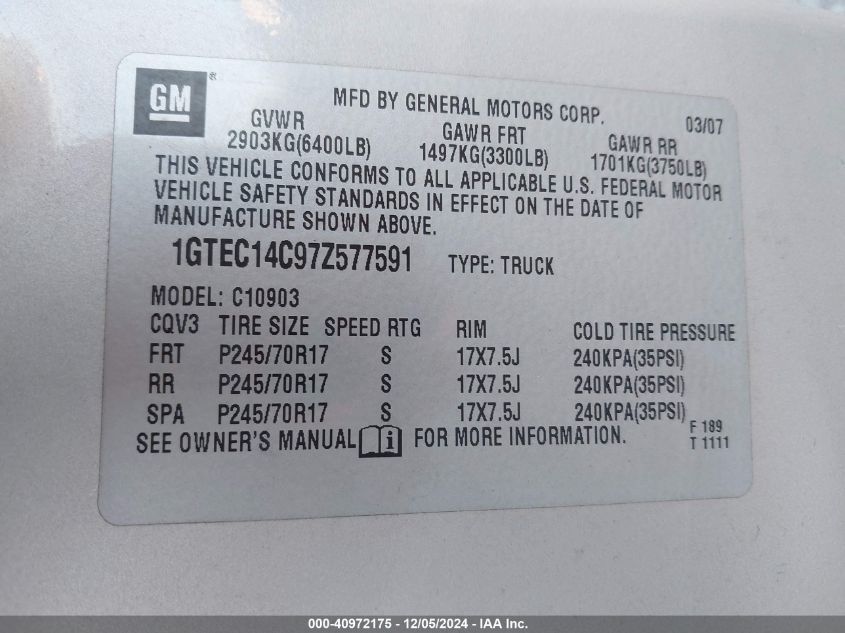 GM ®
MFD BY GENERAL MOTORS CORP. 03/07
GVWR GAWR FRT GAWR RR
2903KG(6400LB) 1497KG(3300LB) 1701KG(3750LB)
THIS VEHICLE CONFORMS TO ALL APPLICABLE U.S. FEDERAL MOTOR
VEHICLE SAFETY STANDARDS IN EFFECT ON THE DATE OF
MANUFACTURE SHOWN ABOVE.
1GTEC14C97Z577591 TYPE: TRUCK
MODEL: C10903
CQV3 TIRE SIZE SPEED RTG RIM COLD TIRE PRESSURE
FRT P245/70R17 S 17X7.5J 240KPA(35PSI)
RR P245/70R17 S 17X7.5J 240KPA(35PSI)
SPA P245/70R17 S 17X7.5J 240KPA(35PSI)
SEE OWNER'S MANUAL i FOR MORE INFORMATION.
F 189
T 1111
000-40972175 - 12/05/2024 - IAA Inc.